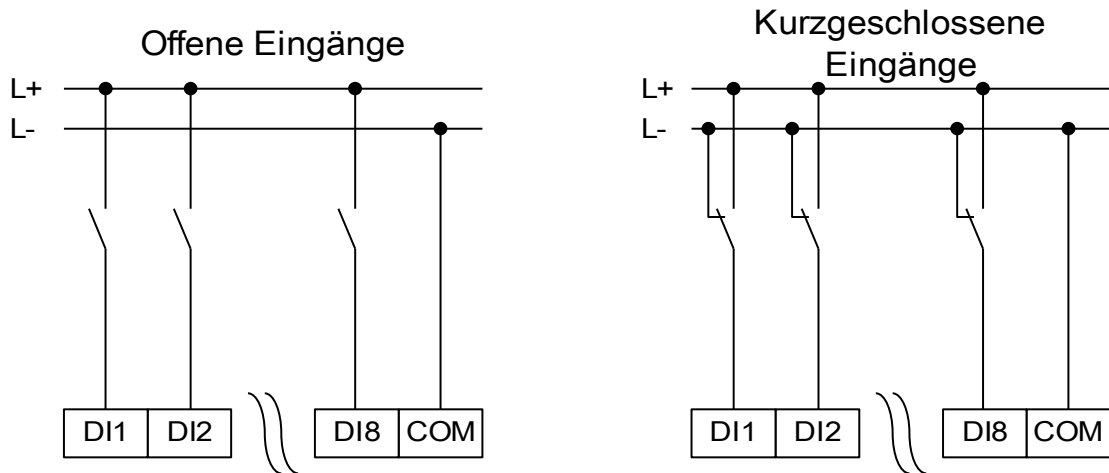 Offene Eingänge
L+
L-
DI1 DI2 DI8 COM
Kurzgeschlossene
Eingänge
L+
L-
DI1 DI2 DI8 COM